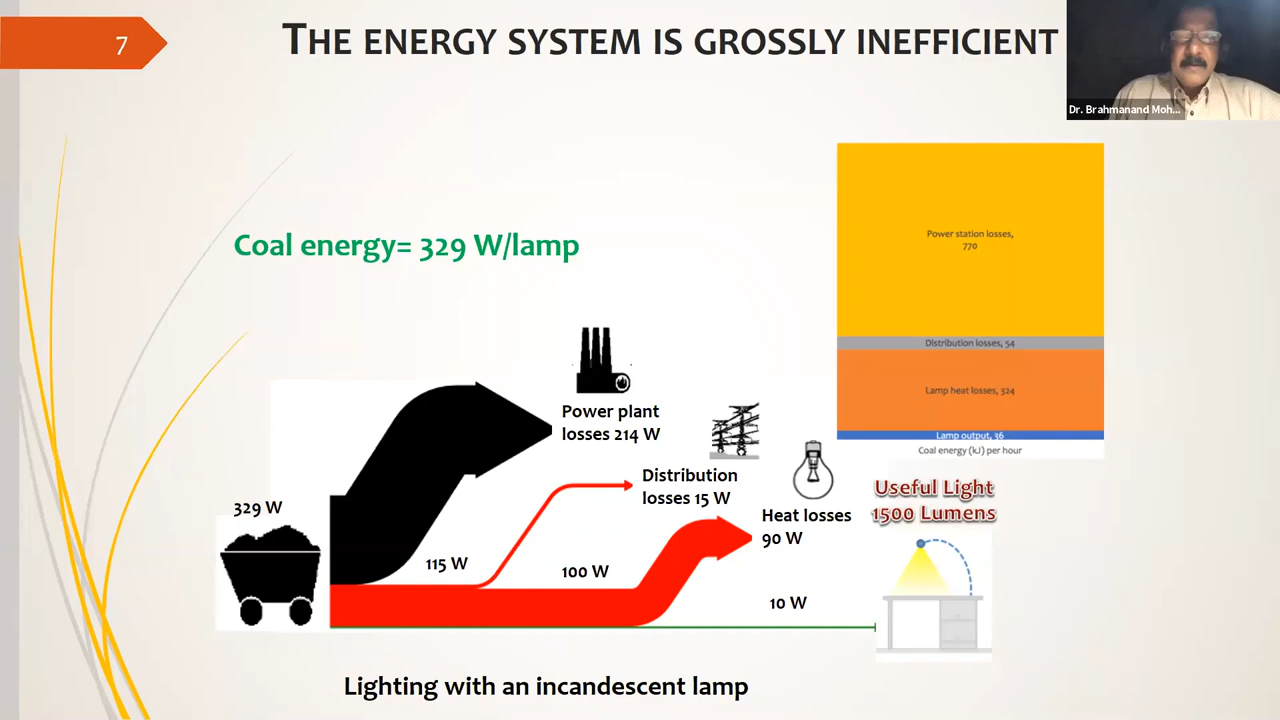 7
THE ENERGY SYSTEM IS GROSSLY INEFFICIENT
Dr. Brahmanand Moh...
Coal energy= 329 W/lamp
Power station losses,
770
Distribution losses, 54
Lamp heat losses, 324
Lamp output, 36
Coal energy (kJ) per hour
Power plant
losses 214 W
Distribution
losses 15 W
Useful Light
1500 Lumens
329 W
Heat losses
90 W
115 W
100 W
10 W
Lighting with an incandescent lamp